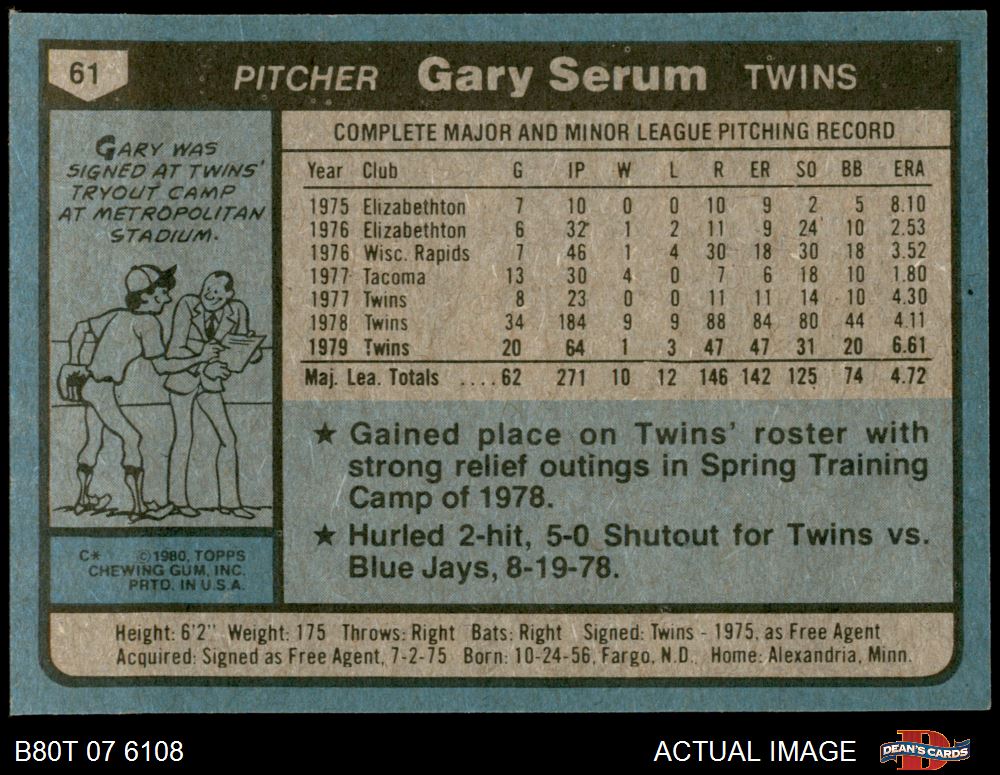 61 PITCHER Gary Serum TWINS
GARY WAS
SIGNED AT TWINS'
TRYOUT CAMP
AT METROPOLITAN
STADIUM.
COMPLETE MAJOR AND MINOR LEAGUE PITCHING RECORD
Year Club G IP W L R ER SO BB ERA
1975 Elizabethton 7 10 0 0 10 9 2 5 8.10
1976 Elizabethton 6 32 1 2 11 9 24 10 2.53
1976 Wisc. Rapids 7 46 1 4 30 18 30 18 3.52
1977 Tacoma 13 30 4 0 7 6 18 10 1.80
1977 Twins 8 23 0 0 11 11 14 10 4.30
1978 Twins 34 184 9 9 88 84 80 44 4.11
1979 Twins 20 64 1 3 47 47 31 20 6.61
Maj. Lea. Totals ....62 271 10 12 146 142 125 74 4.72
★ Gained place on Twins' roster with
strong relief outings in Spring Training
Camp of 1978.
★ Hurled 2-hit, 5-0 Shutout for Twins vs.
Blue Jays, 8-19-78.
C* ©1980, TOPPS
CHEWING GUM, INC.
PRTD. IN U.S.A.
Height: 6'2" Weight: 175 Throws: Right Bats: Right Signed: Twins - 1975, as Free Agent
Acquired: Signed as Free Agent, 7-2-75 Born: 10-24-56, Fargo, N.D. Home: Alexandria, Minn.
B80T 07 6108 ACTUAL IMAGE DEAN'S CARDS